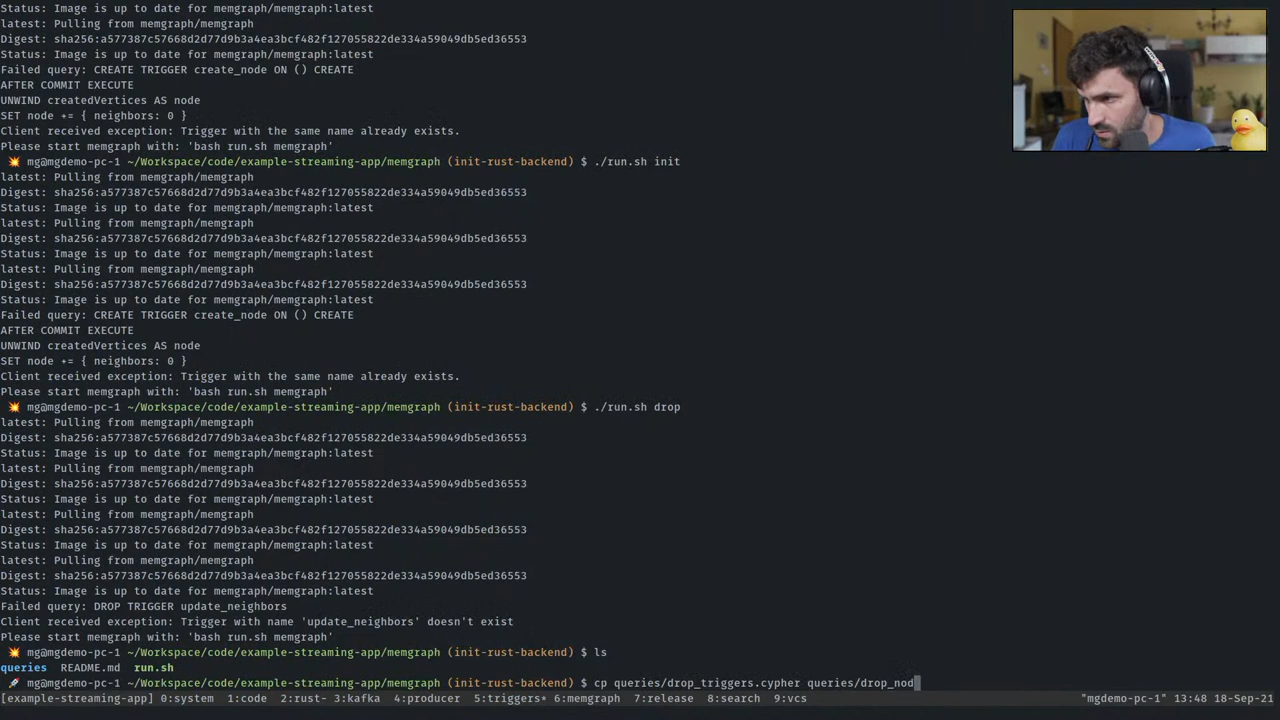 Status: Image is up to date for memgraph/memgraph:latest
latest: Pulling from memgraph/memgraph
Digest: sha256:a577387c57668d2d77d9b3a4ea3bcf482f127055822de334a59049db5ed36553
Status: Image is up to date for memgraph/memgraph:latest
Failed query: CREATE TRIGGER create_node ON () CREATE
AFTER COMMIT EXECUTE
UNWIND createdVertices AS node
SET node += { neighbors: 0 }
Client received exception: Trigger with the same name already exists.
Please start memgraph with: 'bash run.sh memgraph'
💥 mg@mgdemo-pc-1 ~/Workspace/code/example-streaming-app/memgraph (init-rust-backend) $ ./run.sh init
latest: Pulling from memgraph/memgraph
Digest: sha256:a577387c57668d2d77d9b3a4ea3bcf482f127055822de334a59049db5ed36553
Status: Image is up to date for memgraph/memgraph:latest
latest: Pulling from memgraph/memgraph
Digest: sha256:a577387c57668d2d77d9b3a4ea3bcf482f127055822de334a59049db5ed36553
Status: Image is up to date for memgraph/memgraph:latest
latest: Pulling from memgraph/memgraph
Digest: sha256:a577387c57668d2d77d9b3a4ea3bcf482f127055822de334a59049db5ed36553
Status: Image is up to date for memgraph/memgraph:latest
Failed query: CREATE TRIGGER create_node ON () CREATE
AFTER COMMIT EXECUTE
UNWIND createdVertices AS node
SET node += { neighbors: 0 }
Client received exception: Trigger with the same name already exists.
Please start memgraph with: 'bash run.sh memgraph'
💥 mg@mgdemo-pc-1 ~/Workspace/code/example-streaming-app/memgraph (init-rust-backend) $ ./run.sh drop
latest: Pulling from memgraph/memgraph
Digest: sha256:a577387c57668d2d77d9b3a4ea3bcf482f127055822de334a59049db5ed36553
Status: Image is up to date for memgraph/memgraph:latest
latest: Pulling from memgraph/memgraph
Digest: sha256:a577387c57668d2d77d9b3a4ea3bcf482f127055822de334a59049db5ed36553
Status: Image is up to date for memgraph/memgraph:latest
latest: Pulling from memgraph/memgraph
Digest: sha256:a577387c57668d2d77d9b3a4ea3bcf482f127055822de334a59049db5ed36553
Status: Image is up to date for memgraph/memgraph:latest
latest: Pulling from memgraph/memgraph
Digest: sha256:a577387c57668d2d77d9b3a4ea3bcf482f127055822de334a59049db5ed36553
Status: Image is up to date for memgraph/memgraph:latest
Failed query: DROP TRIGGER update_neighbors
Client received exception: Trigger with name 'update_neighbors' doesn't exist
Please start memgraph with: 'bash run.sh memgraph'
💥 mg@mgdemo-pc-1 ~/Workspace/code/example-streaming-app/memgraph (init-rust-backend) $ ls
queries README.md run.sh
🚀 mg@mgdemo-pc-1 ~/Workspace/code/example-streaming-app/memgraph (init-rust-backend) $ cp queries/drop_triggers.cypher queries/drop_nod
[example-streaming-app] 0:system 1:code 2:rust- 3:kafka 4:producer 5:triggers* 6:memgraph 7:release 8:search 9:vcs "mgdemo-pc-1" 13:48 18-Sep-21